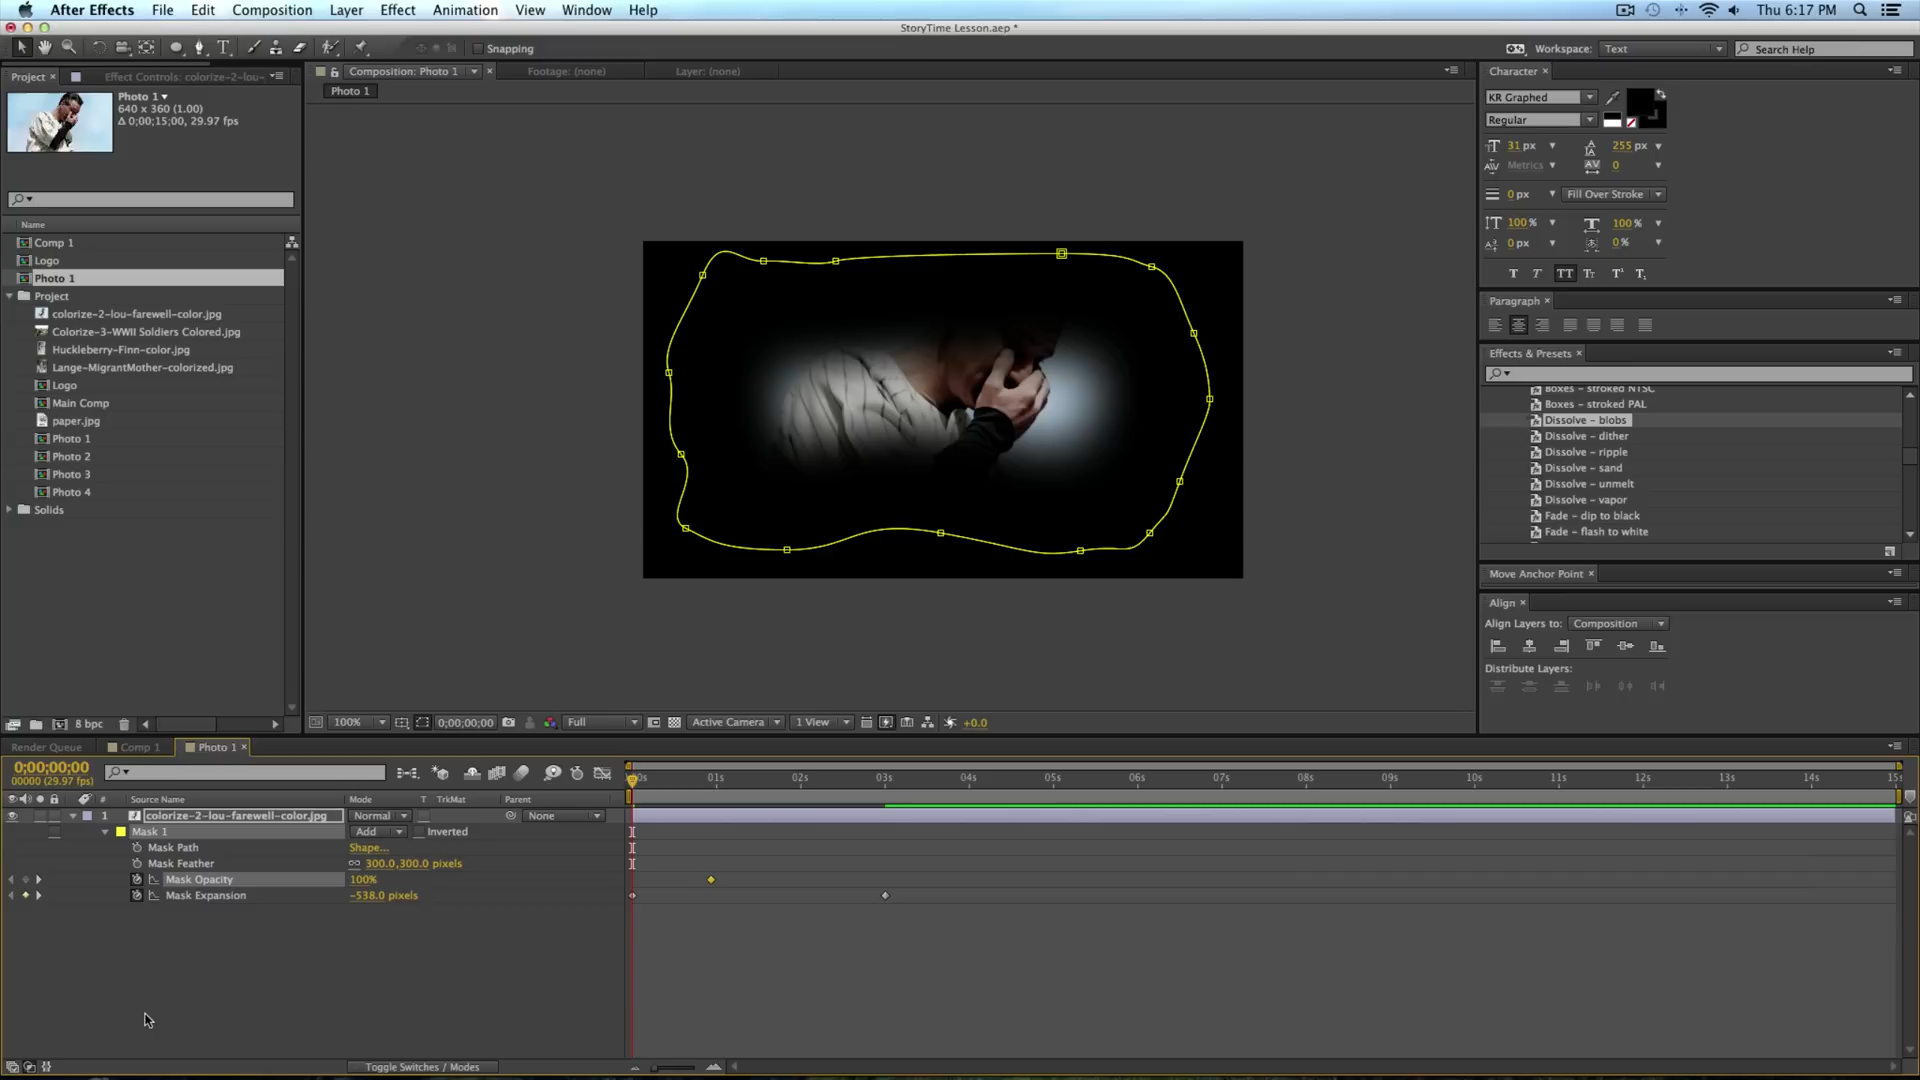 After Effects File Edit Composition Layer Effect Animation View Window Help Thu 6:17 PM
StoryTime Lesson.aep *
Snapping Workspace: Text Search Help
Project Effect Controls: colorize-2-lou-
Composition: Photo 1 Footage: (none) Layer: (none)
Photo 1
Photo 1
640 x 360 (1.00)
Δ 0;00;15;00, 29.97 fps
Name
Comp 1
Logo
Photo 1
Project
colorize-2-lou-farewell-color.jpg
Colorize-3-WWII Soldiers Colored.jpg
Huckleberry-Finn-color.jpg
Lange-MigrantMother-colorized.jpg
Logo
Main Comp
paper.jpg
Photo 1
Photo 2
Photo 3
Photo 4
Solids
8 bpc
100% 0;00;00;00 Full Active Camera 1 View +0.0
Character
KR Graphed
Regular
31 px 255 px
Metrics 0
0 px Fill Over Stroke
100 % 100 %
0 px 0 %
T T TT Tr T¹ T₁
Paragraph
Effects & Presets
Boxes - stroked NTSC
Boxes - stroked PAL
Dissolve - blobs
Dissolve - dither
Dissolve - ripple
Dissolve - sand
Dissolve - unmelt
Dissolve - vapor
Fade - dip to black
Fade - flash to white
Move Anchor Point
Align
Align Layers to: Composition
Distribute Layers:
Render Queue Comp 1 Photo 1
0;00;00;00
00000 (29.97 fps)
01s 02s 03s 04s 05s 06s 07s 08s 09s 10s 11s 12s 13s 14s 15s
# Source Name Mode T TrkMat Parent
1 colorize-2-lou-farewell-color.jpg Normal None
Mask 1 Add Inverted
Mask Path Shape...
Mask Feather 300.0,300.0 pixels
Mask Opacity 100%
Mask Expansion -538.0 pixels
Toggle Switches / Modes